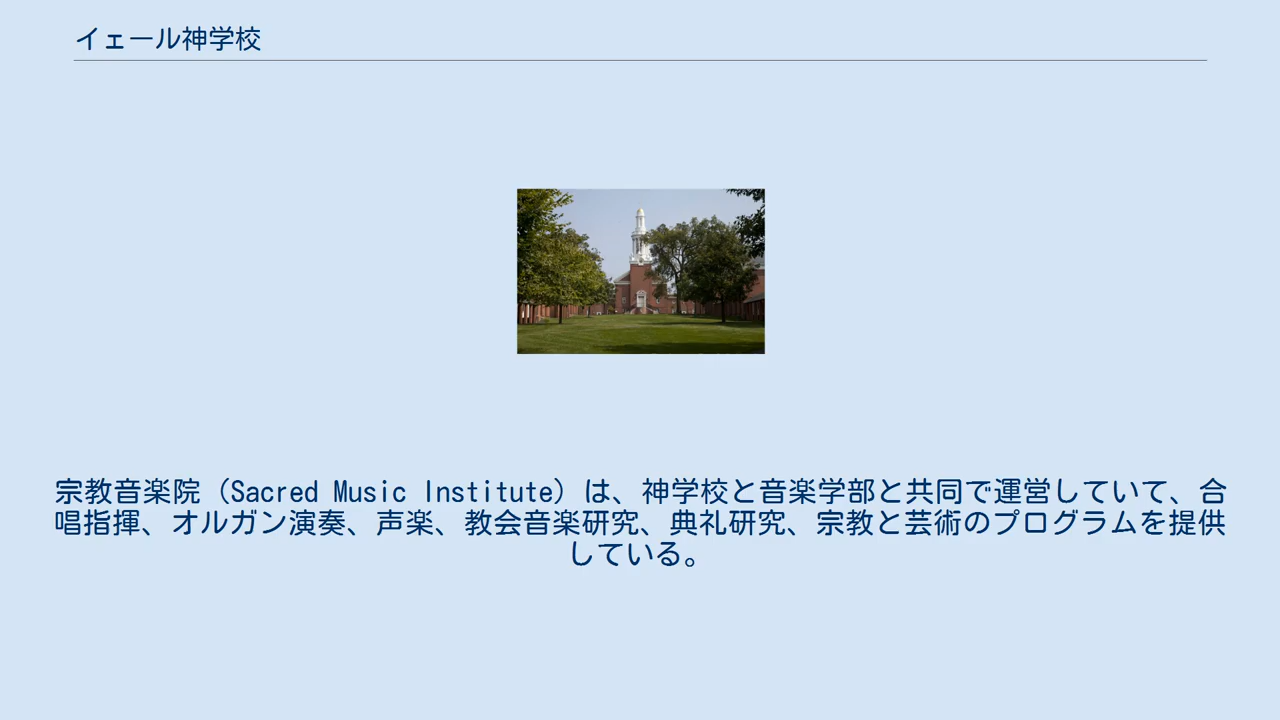 イェール神学校
宗教音楽院（Sacred Music Institute）は、神学校と音楽学部と共同で運営していて、合
唱指揮、オルガン演奏、声楽、教会音楽研究、典礼研究、宗教と芸術のプログラムを提供
している。